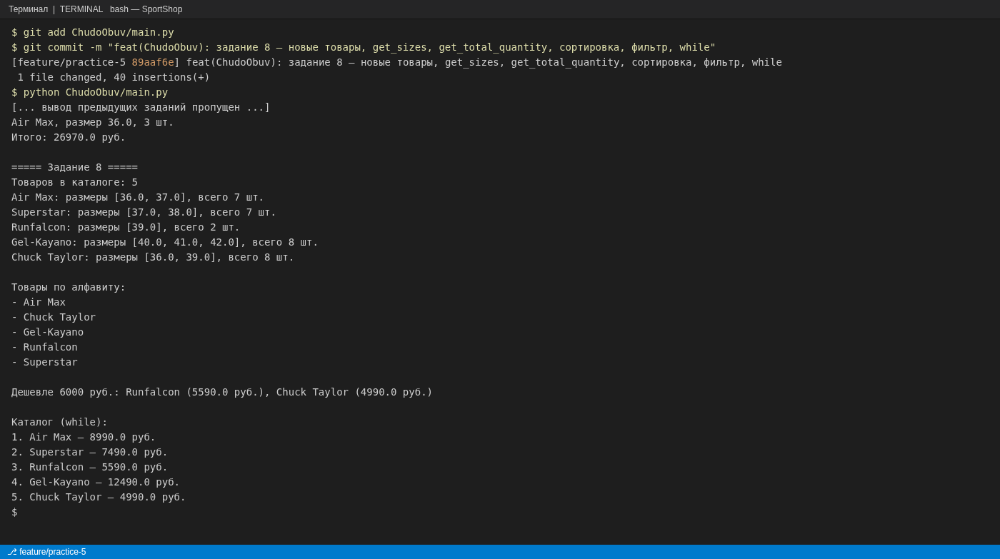 Терминал | TERMINAL bash — SportShop
$ git add ChudoObuv/main.py
$ git commit -m "feat(ChudoObuv): задание 8 — новые товары, get_sizes, get_total_quantity, сортировка, фильтр, while"
[feature/practice-5 89aaf6e] feat(ChudoObuv): задание 8 — новые товары, get_sizes, get_total_quantity, сортировка, фильтр, while
 1 file changed, 40 insertions(+)
$ python ChudoObuv/main.py
[... вывод предыдущих заданий пропущен ...]
Air Max, размер 36.0, 3 шт.
Итого: 26970.0 руб.
===== Задание 8 =====
Товаров в каталоге: 5
Air Max: размеры [36.0, 37.0], всего 7 шт.
Superstar: размеры [37.0, 38.0], всего 7 шт.
Runfalcon: размеры [39.0], всего 2 шт.
Gel-Kayano: размеры [40.0, 41.0, 42.0], всего 8 шт.
Chuck Taylor: размеры [36.0, 39.0], всего 8 шт.
Товары по алфавиту:
- Air Max
- Chuck Taylor
- Gel-Kayano
- Runfalcon
- Superstar
Дешевле 6000 руб.: Runfalcon (5590.0 руб.), Chuck Taylor (4990.0 руб.)
Каталог (while):
1. Air Max — 8990.0 руб.
2. Superstar — 7490.0 руб.
3. Runfalcon — 5590.0 руб.
4. Gel-Kayano — 12490.0 руб.
5. Chuck Taylor — 4990.0 руб.
$
⎇ feature/practice-5